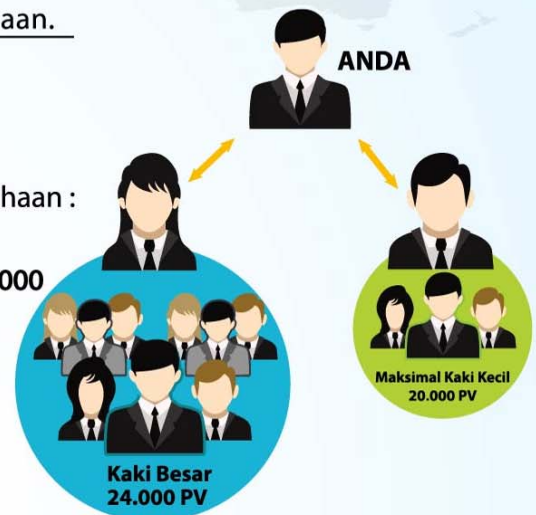 aan.
ANDA
haan :
000
Maksimal Kaki Kecil
20.000 PV
Kaki Besar
24.000 PV